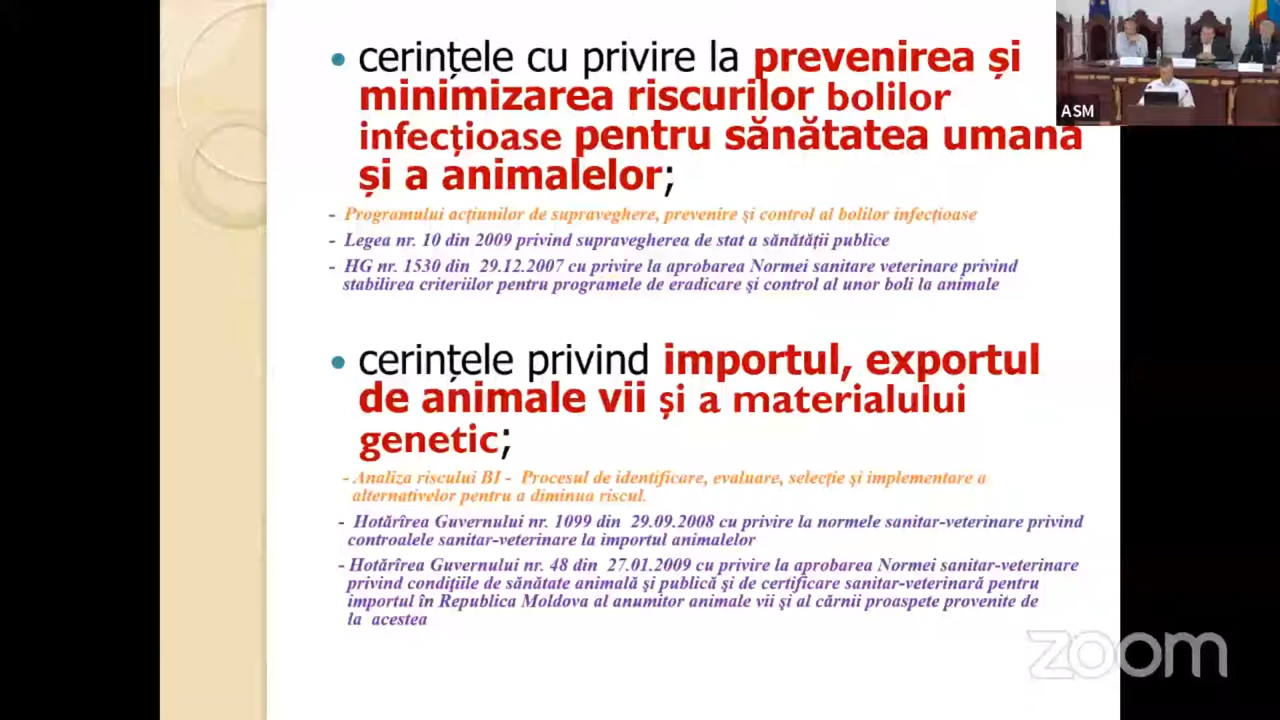 • cerințele cu privire la prevenirea și
minimizarea riscurilor bolilor
infecțioase pentru sănătatea umană
și a animalelor;
- Programului acțiunilor de supraveghere, prevenire și control al bolilor infecțioase
- Legea nr. 10 din 2009 privind supravegherea de stat a sănătății publice
- HG nr. 1530 din 29.12.2007 cu privire la aprobarea Normei sanitare veterinare privind
stabilirea criteriilor pentru programele de eradicare și control al unor boli la animale
• cerințele privind importul, exportul
de animale vii și a materialului
genetic;
- Analiza riscului BI - Procesul de identificare, evaluare, selecție și implementare a
alternativelor pentru a diminua riscul.
- Hotărîrea Guvernului nr. 1099 din 29.09.2008 cu privire la normele sanitar-veterinare privind
controalele sanitar-veterinare la importul animalelor
- Hotărîrea Guvernului nr. 48 din 27.01.2009 cu privire la aprobarea Normei sanitar-veterinare
privind condițiile de sănătate animală și publică și de certificare sanitar-veterinară pentru
importul în Republica Moldova al anumitor animale vii și al cărnii proaspete provenite de
la acestea
ASM
zoom